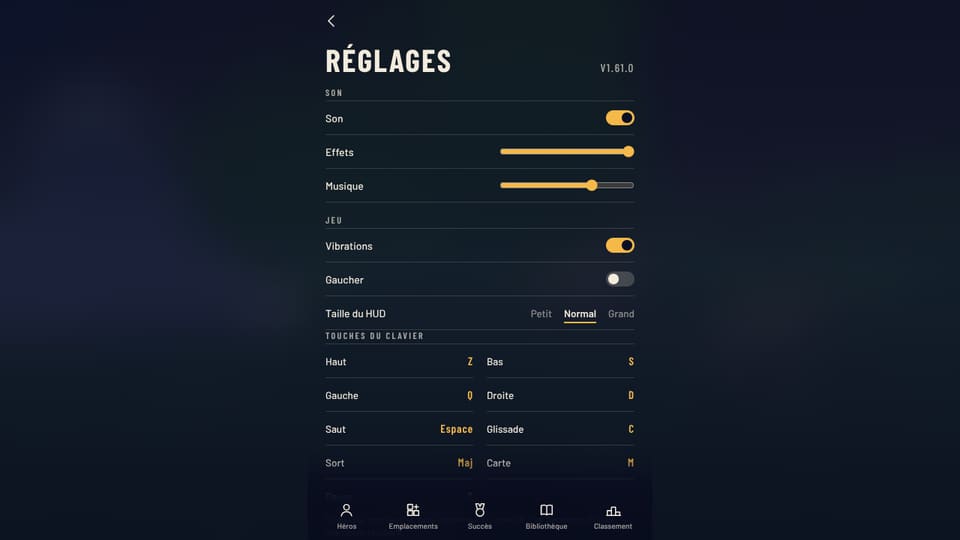 RÉGLAGES
V1.61.0
SON
Son
Effets
Musique
JEU
Vibrations
Gaucher
Taille du HUD Petit Normal Grand
TOUCHES DU CLAVIER
Haut Z Bas S
Gauche Q Droite D
Saut Espace Glissade C
Sort Maj Carte M
Héros Emplacements Succès Bibliothèque Classement